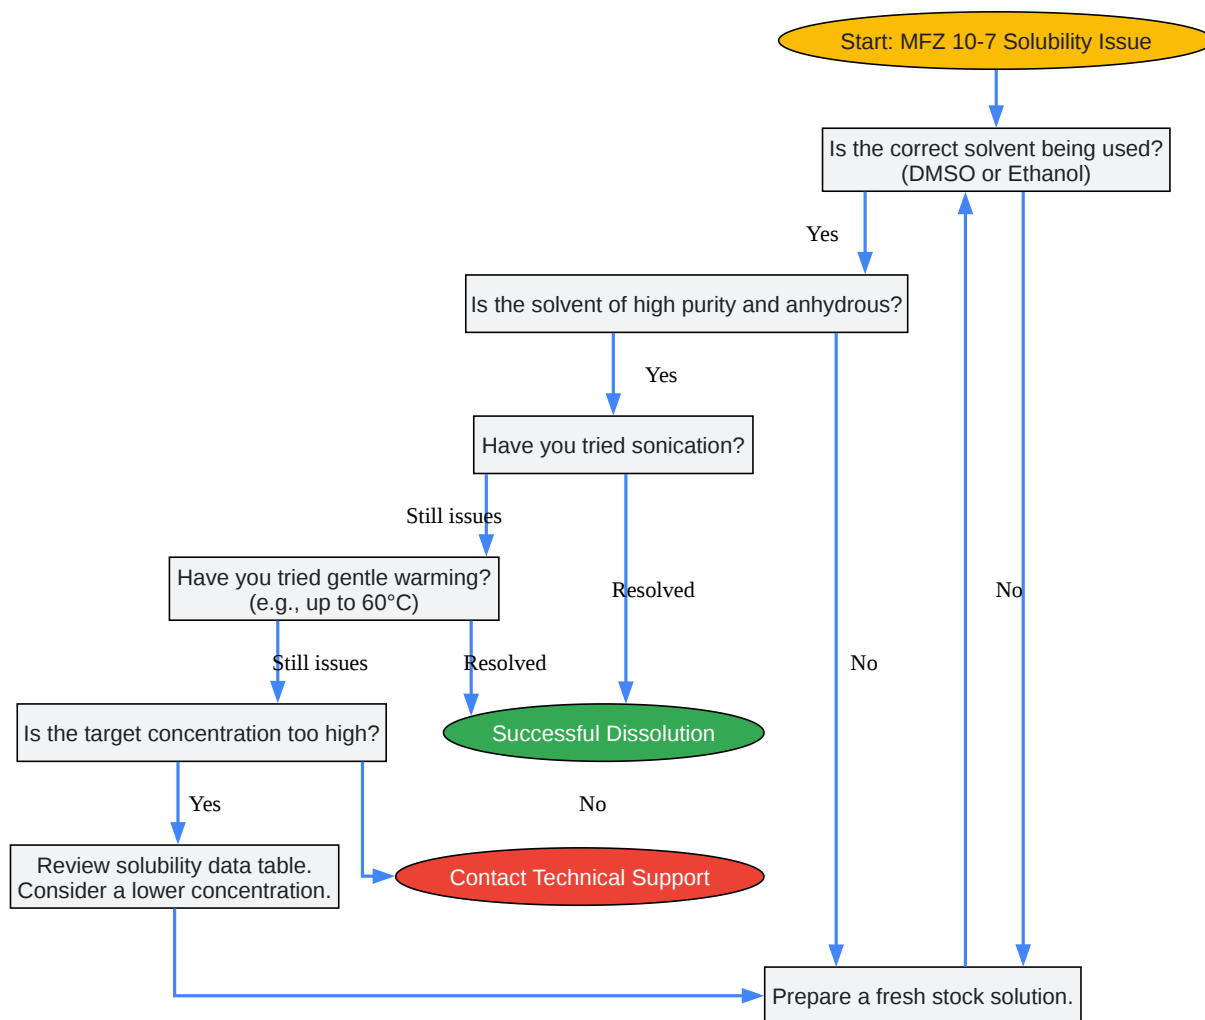 Start: MFZ 10-7 Solubility Issue
Is the correct solvent being used?
(DMSO or Ethanol)
Yes
Is the solvent of high purity and anhydrous?
Yes
Have you tried sonication?
Still issues
Have you tried gentle warming?
(e.g., up to 60°C)
Resolved
No
Still issues
Resolved
No
Is the target concentration too high?
Successful Dissolution
Yes
No
Review solubility data table.
Consider a lower concentration.
Contact Technical Support
Prepare a fresh stock solution.